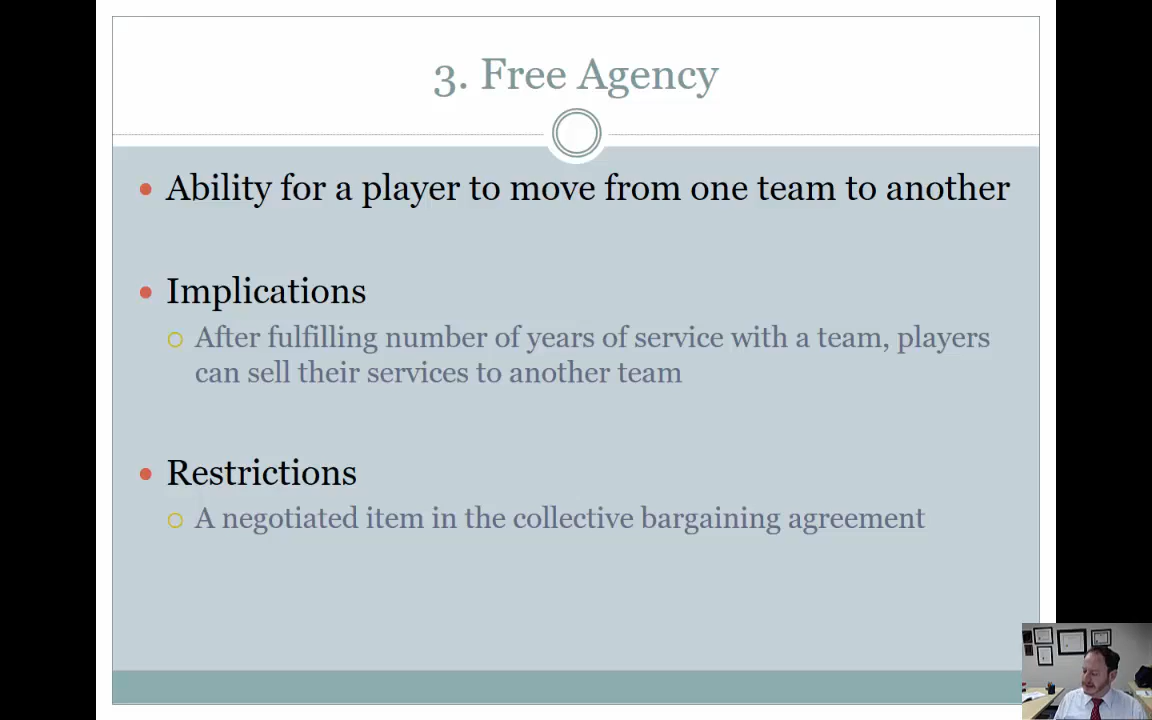 3. Free Agency
Ability for a player to move from one team to another
Implications
After fulfilling number of years of service with a team, players
can sell their services to another team
Restrictions
A negotiated item in the collective bargaining agreement